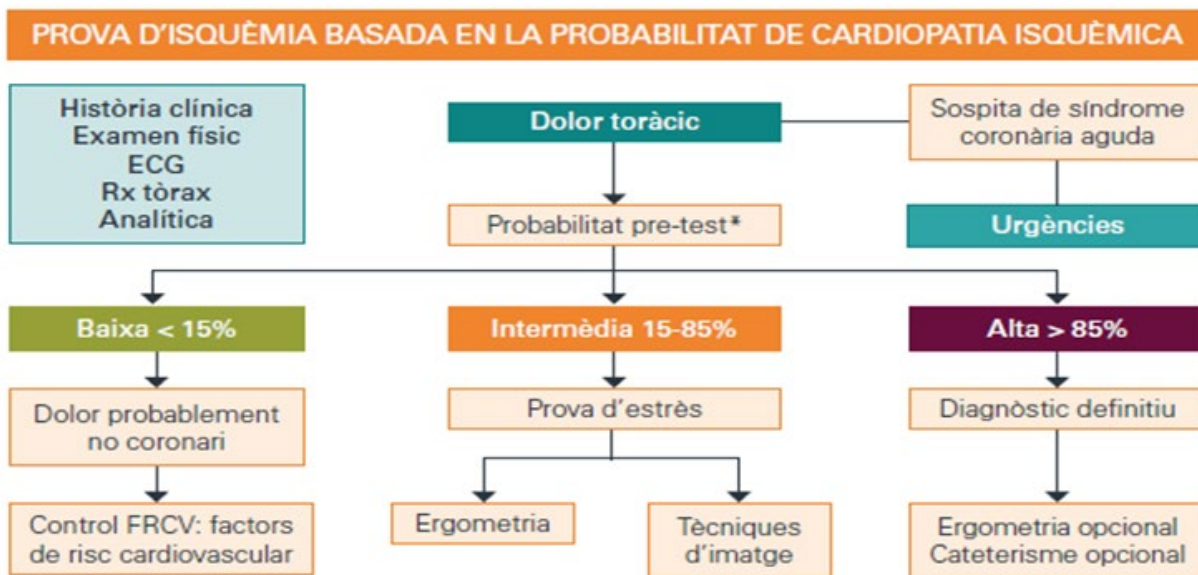 PROVA D'ISQUÈMIA BASADA EN LA PROBABILITAT DE CARDIOPATIA ISQUÈMICA
Història clínica
Examen físic
ECG
Rx tòrax
Analítica
Dolor toràcic
Sospita de síndrome
coronària aguda
Probabilitat pre-test*
Urgències
Baixa < 15%
Intermèdia 15-85%
Alta > 85%
Dolor probablement
no coronari
Prova d'estrès
Diagnòstic definitiu
Control FRCV: factors
de risc cardiovascular
Ergometria
Tècniques
d'imatge
Ergometria opcional
Cateterisme opcional